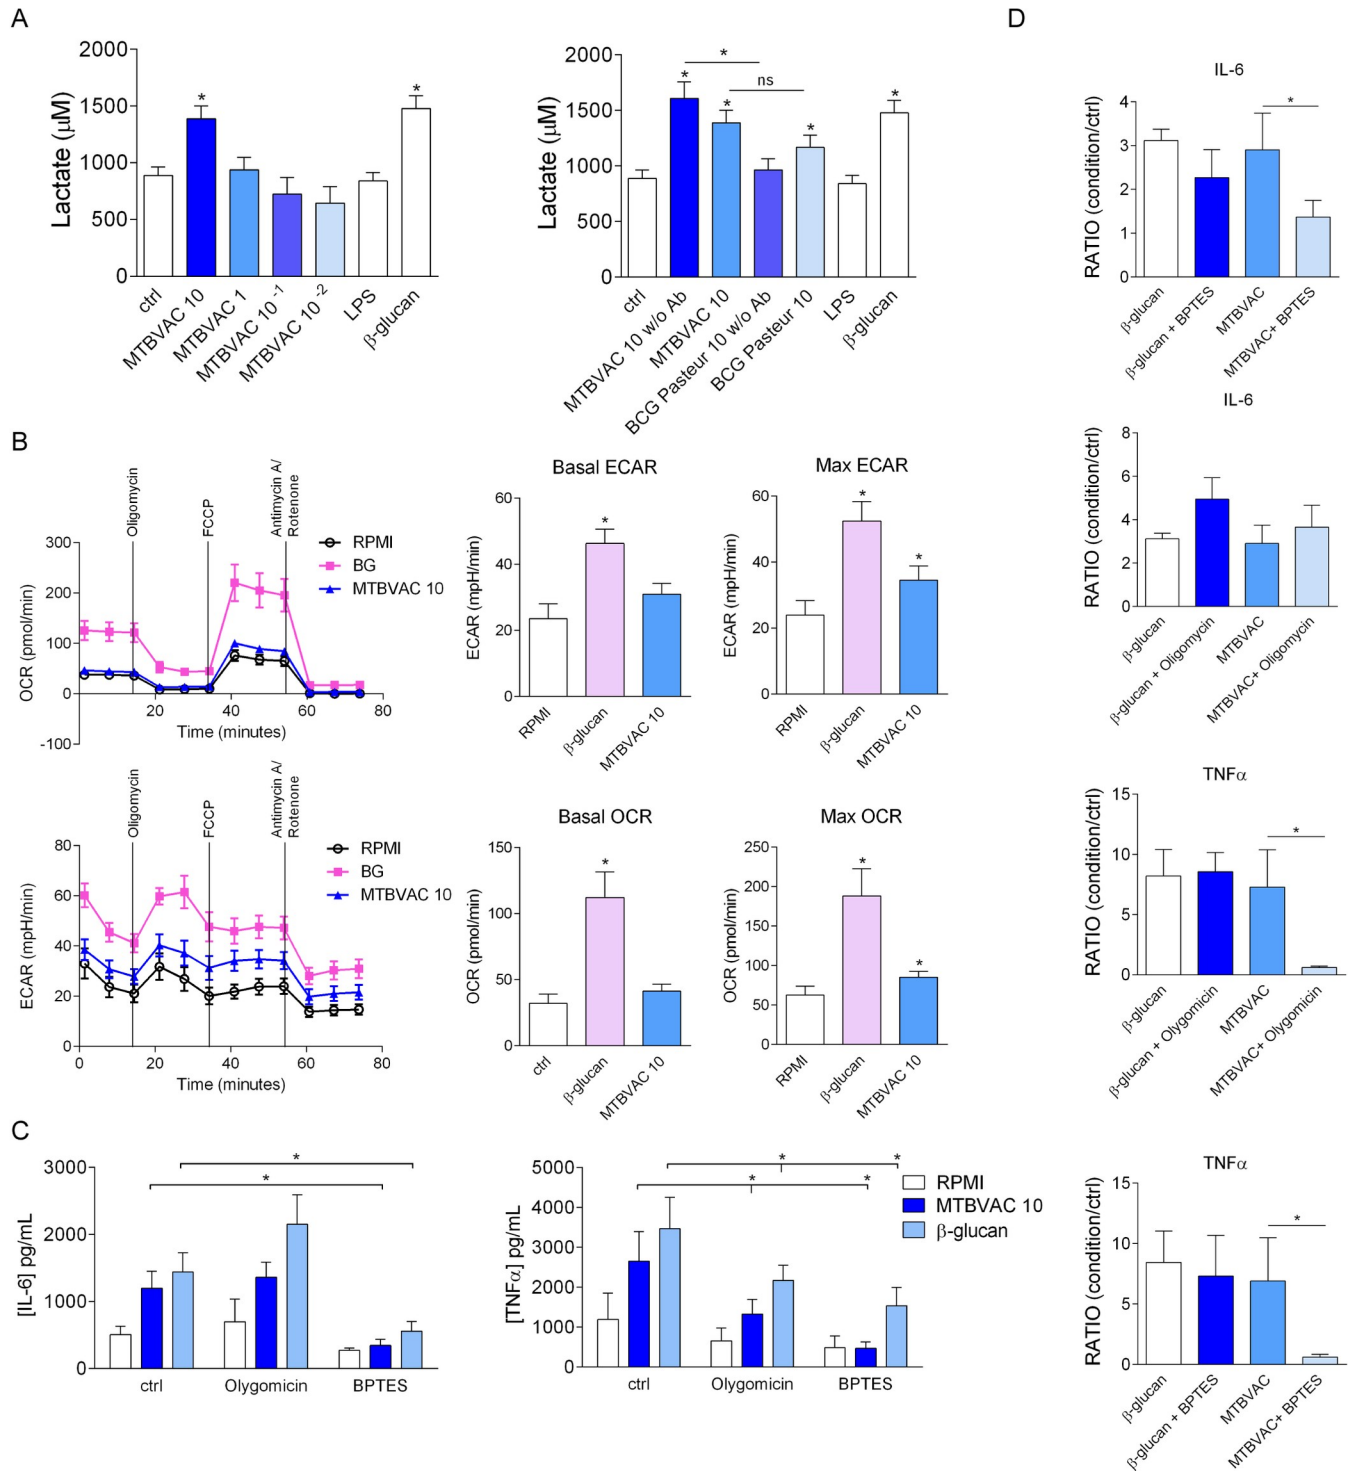 A
Lactate (μM)
2000
1500
1000
500
0
*
*
ctrl
MTBVAC 10
MTBVAC 1
MTBVAC 10 -1
MTBVAC 10 -2
LPS
β-glucan
Lactate (μM)
2000
1500
1000
500
0
*
*
ns
*
*
*
ctrl
MTBVAC 10 w/o Ab
MTBVAC 10
BCG Pasteur 10 w/o Ab
BCG Pasteur 10
LPS
β-glucan
B
Oligomycin
FCCP
Antimycin A/
Rotenone
RPMI
BG
MTBVAC 10
OCR (pmol/min)
300
200
100
0
-100
20
40
60
80
Time (minutes)
Basal ECAR
ECAR (mpH/min)
60
40
20
0
*
RPMI
β-glucan
MTBVAC 10
Max ECAR
ECAR (mpH/min)
60
40
20
0
*
*
RPMI
β-glucan
MTBVAC 10
Oligomycin
FCCP
Antimycin A/
Rotenone
RPMI
BG
MTBVAC 10
ECAR (mpH/min)
80
60
40
20
0
0
20
40
60
80
Time (minutes)
Basal OCR
OCR (pmol/min)
150
100
50
0
*
ctrl
β-glucan
MTBVAC 10
Max OCR
OCR (pmol/min)
250
200
150
100
50
0
*
*
RPMI
β-glucan
MTBVAC 10
C
[IL-6] pg/mL
3000
2000
1000
0
*
*
ctrl
Olygomicin
BPTES
[TNFα] pg/mL
5000
4000
3000
2000
1000
0
*
*
*
*
ctrl
Olygomicin
BPTES
RPMI
MTBVAC 10
β-glucan
D
IL-6
RATIO (condition/ctrl)
4
3
2
1
0
*
β-glucan
β-glucan + BPTES
MTBVAC
MTBVAC+ BPTES
IL-6
RATIO (condition/ctrl)
8
6
4
2
0
β-glucan
β-glucan + Oligomycin
MTBVAC
MTBVAC+ Oligomycin
TNFα
RATIO (condition/ctrl)
15
10
5
0
*
β-glucan
β-glucan + Olygomicin
MTBVAC
MTBVAC+ Olygomicin
TNFα
RATIO (condition/ctrl)
15
10
5
0
*
β-glucan
β-glucan + BPTES
MTBVAC
MTBVAC+ BPTES